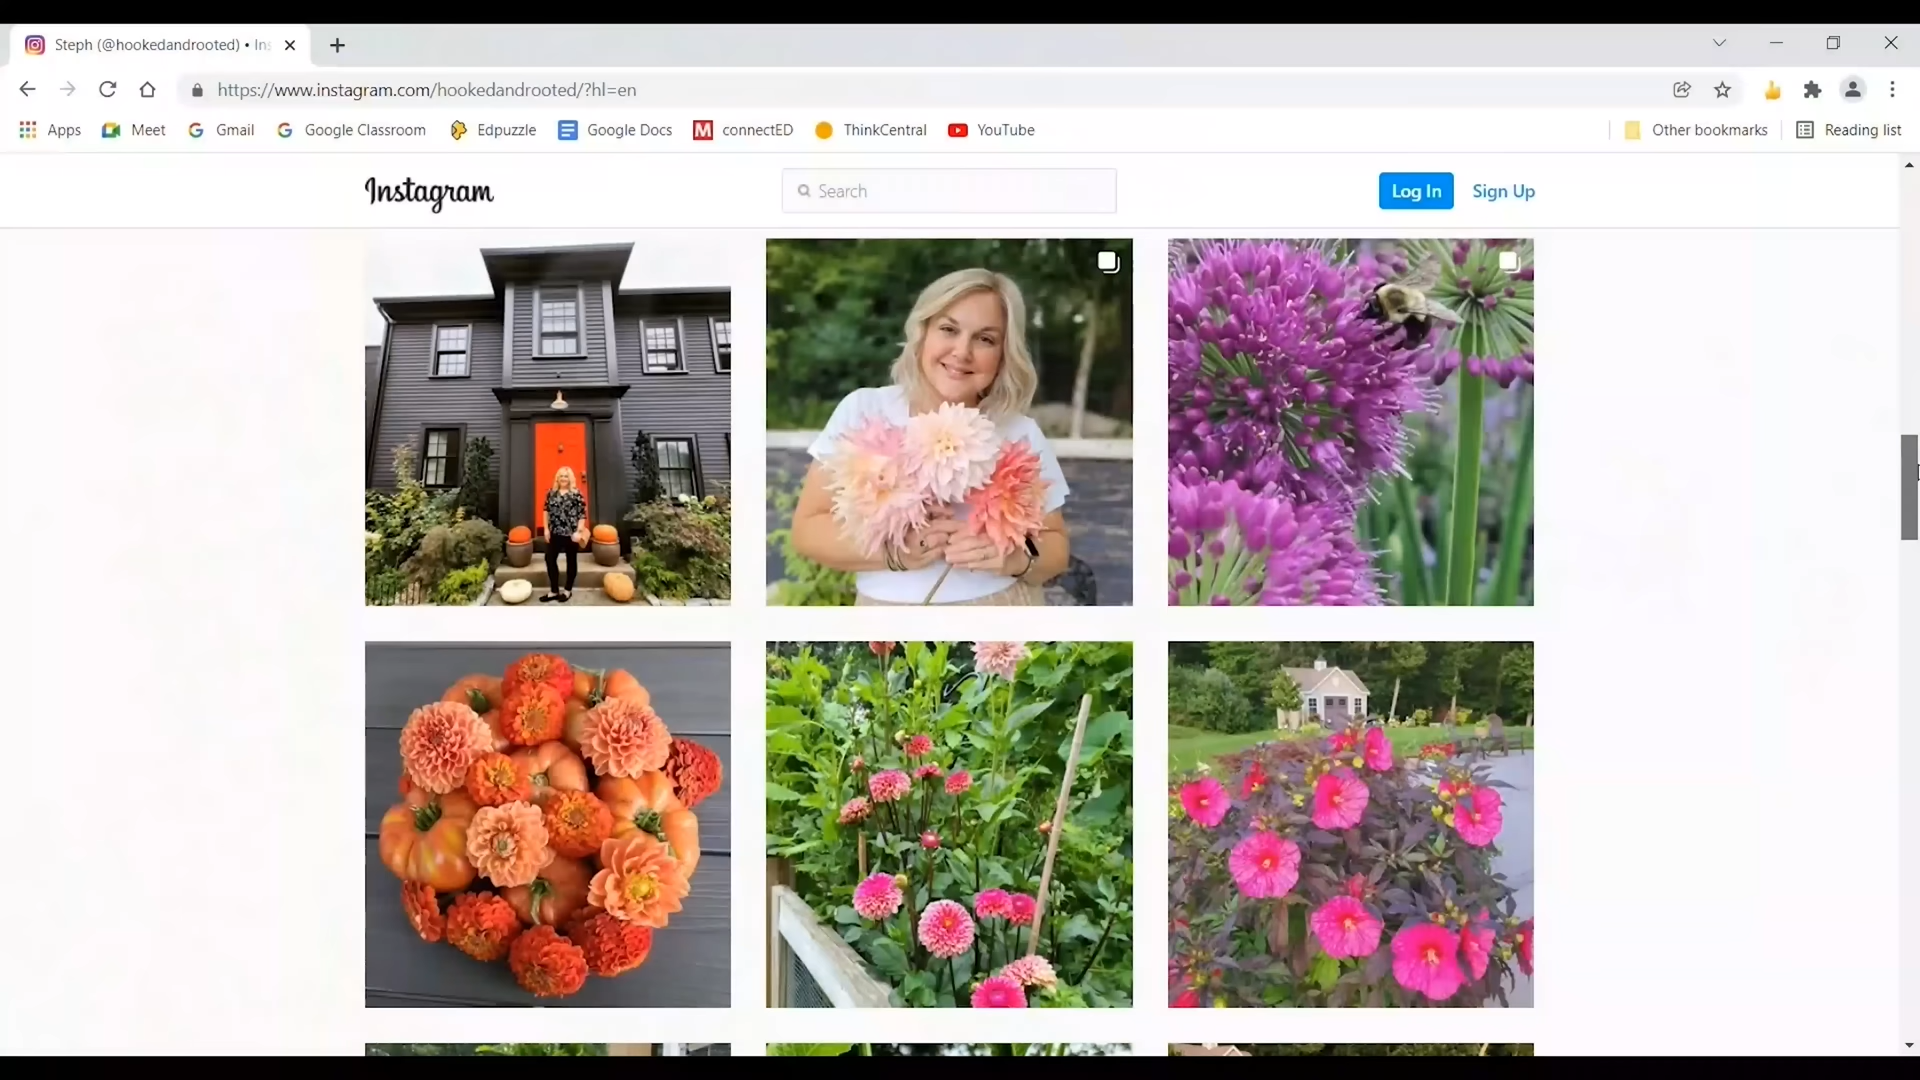 Steph (@hookedandrooted) • Ins
https://www.instagram.com/hookedandrooted/?hl=en
Apps Meet Gmail Google Classroom Edpuzzle Google Docs connectED ThinkCentral YouTube Other bookmarks Reading list
Instagram Search Log In Sign Up